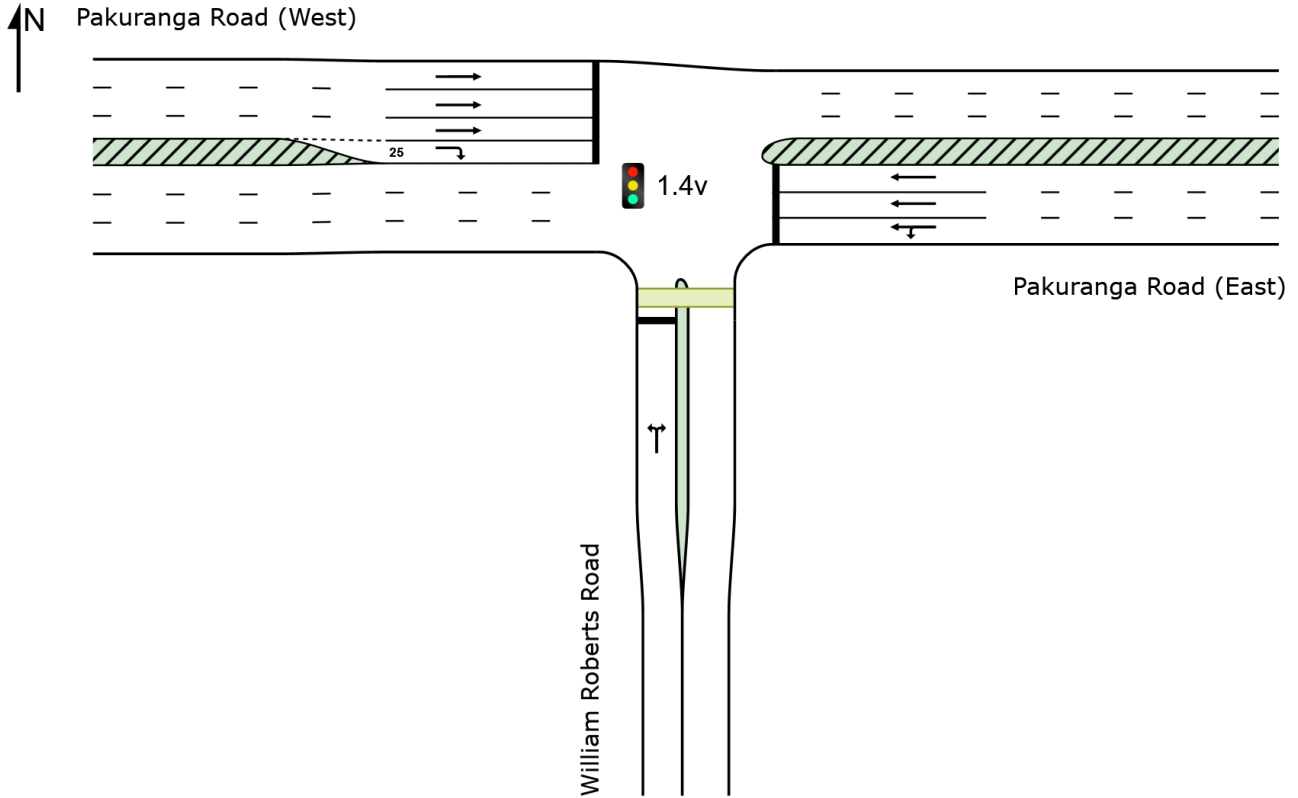 N
Pakuranga Road (West)
25
1.4v
Pakuranga Road (East)
William Roberts Road